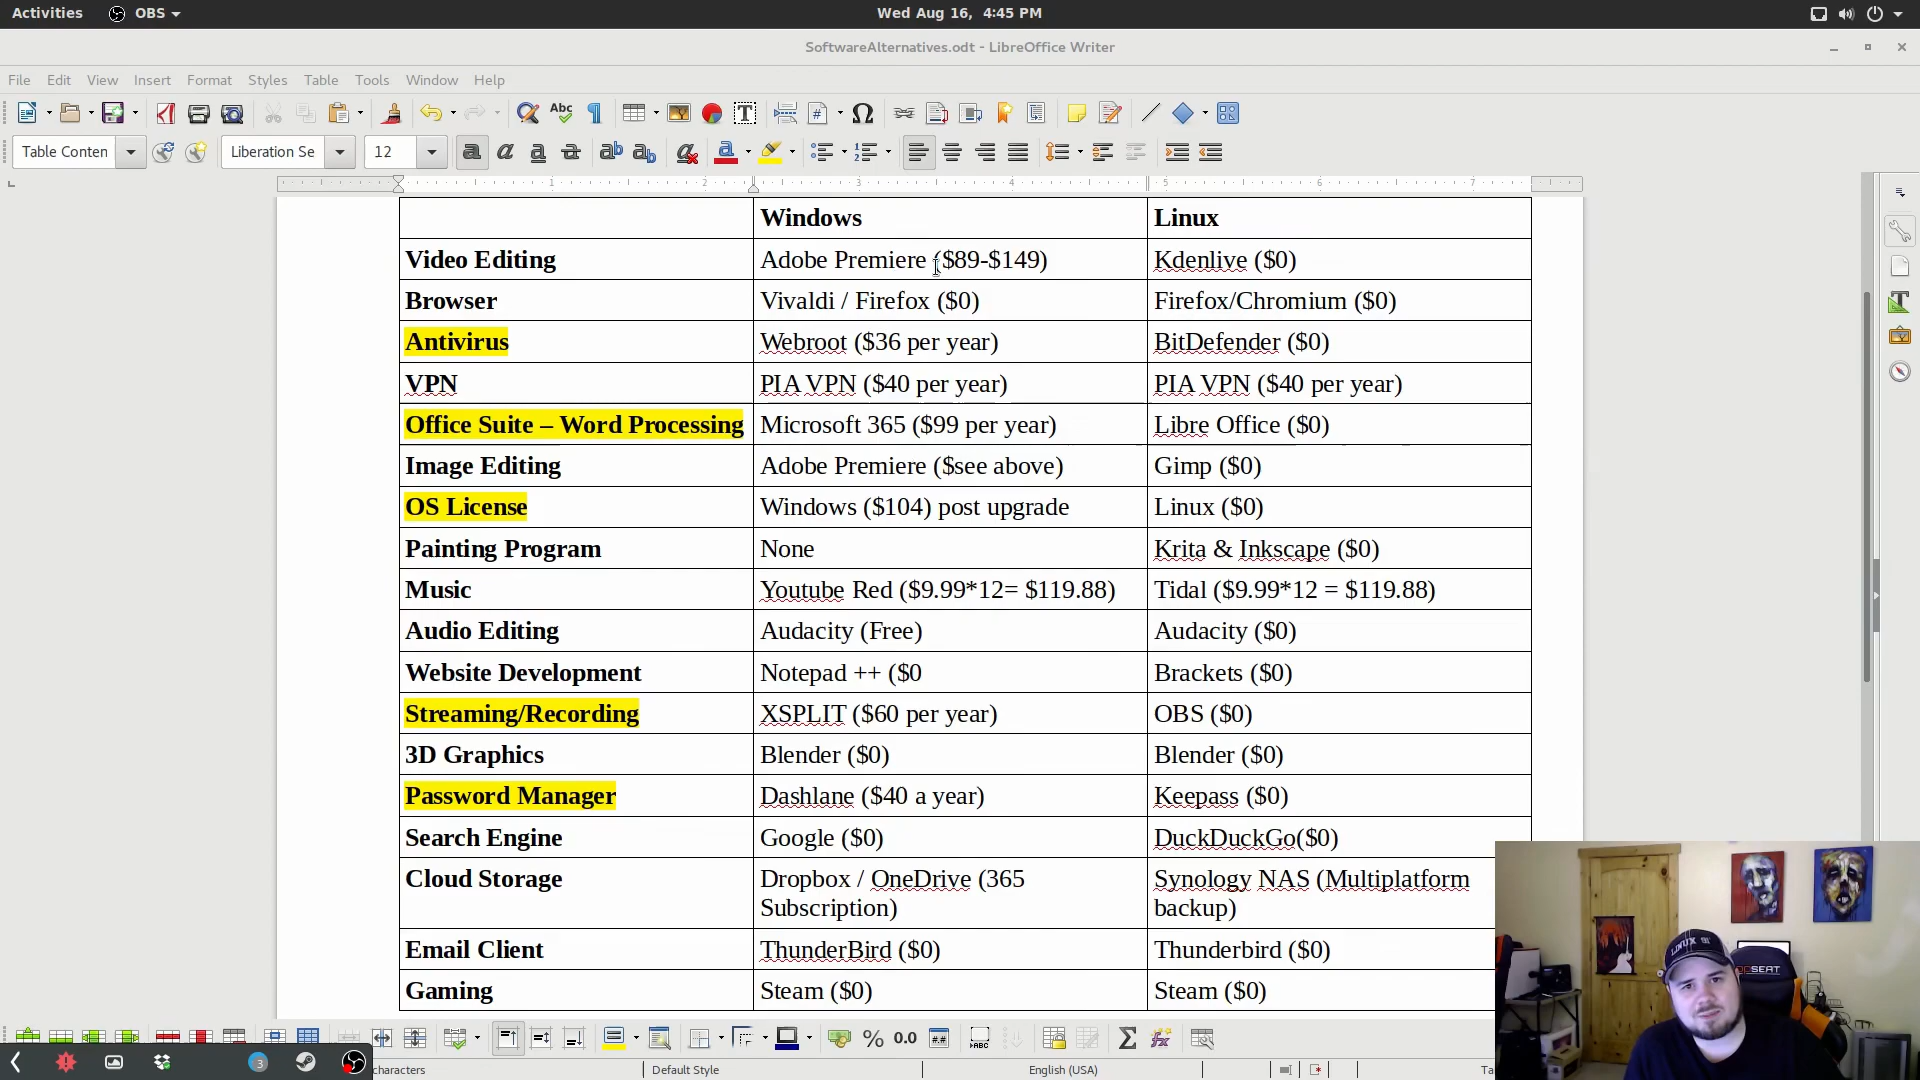 Activities OBS Wed Aug 16, 4:45 PM
SoftwareAlternatives.odt - LibreOffice Writer
File Edit View Insert Format Styles Table Tools Window Help
Table Conten Liberation Se 12
1 2 3 4 5 6 7
Windows Linux
Video Editing Adobe Premiere ($89-$149) Kdenlive ($0)
Browser Vivaldi / Firefox ($0) Firefox/Chromium ($0)
Antivirus Webroot ($36 per year) BitDefender ($0)
VPN PIA VPN ($40 per year) PIA VPN ($40 per year)
Office Suite – Word Processing Microsoft 365 ($99 per year) Libre Office ($0)
Image Editing Adobe Premiere ($see above) Gimp ($0)
OS License Windows ($104) post upgrade Linux ($0)
Painting Program None Krita & Inkscape ($0)
Music Youtube Red ($9.99*12= $119.88) Tidal ($9.99*12 = $119.88)
Audio Editing Audacity (Free) Audacity ($0)
Website Development Notepad ++ ($0 Brackets ($0)
Streaming/Recording XSPLIT ($60 per year) OBS ($0)
3D Graphics Blender ($0) Blender ($0)
Password Manager Dashlane ($40 a year) Keepass ($0)
Search Engine Google ($0) DuckDuckGo($0)
Cloud Storage Dropbox / OneDrive (365 Synology NAS (Multiplatform
Subscription) backup)
Email Client ThunderBird ($0) Thunderbird ($0)
Gaming Steam ($0) Steam ($0)
characters Default Style English (USA)